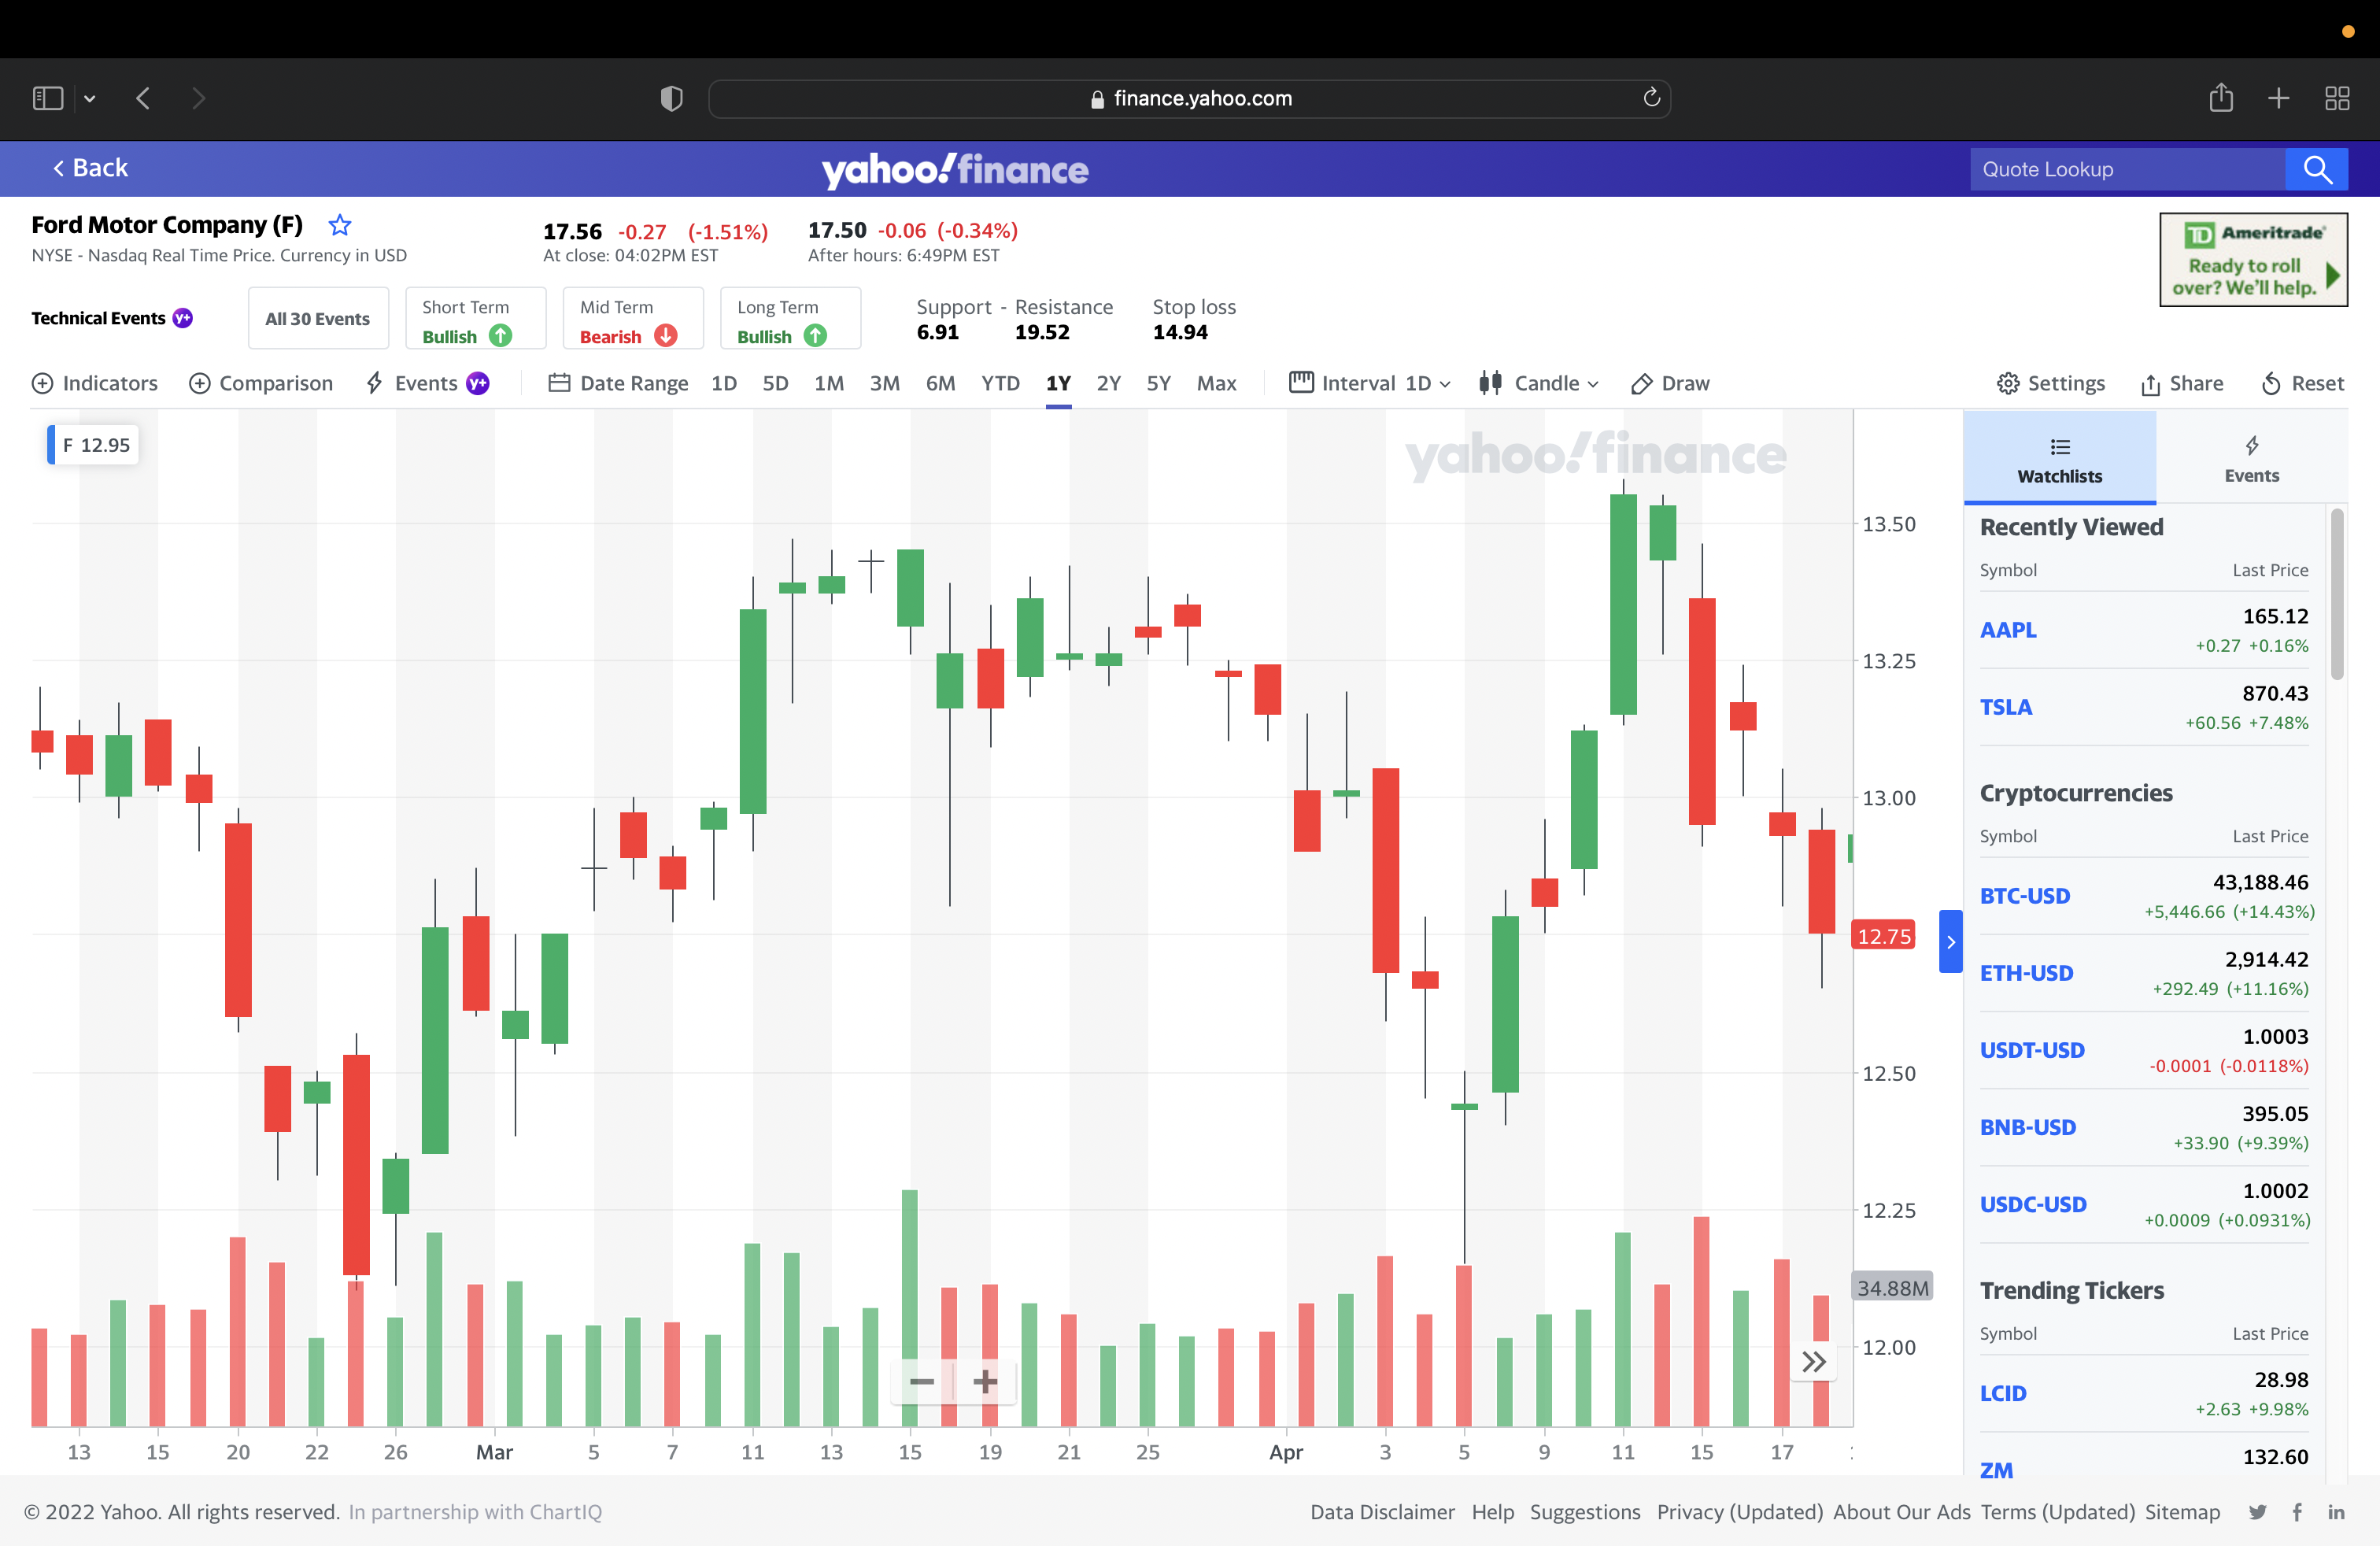 finance.yahoo.com
Back
yahoo!finance
Quote Lookup
Ford Motor Company (F)
NYSE - Nasdaq Real Time Price. Currency in USD
17.56 -0.27 (-1.51%)
At close: 04:02PM EST
17.50 -0.06 (-0.34%)
After hours: 6:49PM EST
TD Ameritrade
Ready to roll
over? We'll help.
Technical Events Y+
All 30 Events
Short Term
Bullish
Mid Term
Bearish
Long Term
Bullish
Support - Resistance
6.91 19.52
Stop loss
14.94
Indicators Comparison Events Y+ Date Range 1D 5D 1M 3M 6M YTD 1Y 2Y 5Y Max Interval 1D Candle Draw Settings Share Reset
F 12.95
yahoo!finance
13.50
13.25
13.00
12.75
12.50
12.25
34.88M
12.00
13 15 20 22 26 Mar 5 7 11 13 15 19 21 25 Apr 3 5 9 11 15 17
Watchlists
Events
Recently Viewed
Symbol Last Price
AAPL 165.12
+0.27 +0.16%
TSLA 870.43
+60.56 +7.48%
Cryptocurrencies
Symbol Last Price
BTC-USD 43,188.46
+5,446.66 (+14.43%)
ETH-USD 2,914.42
+292.49 (+11.16%)
USDT-USD 1.0003
-0.0001 (-0.0118%)
BNB-USD 395.05
+33.90 (+9.39%)
USDC-USD 1.0002
+0.0009 (+0.0931%)
Trending Tickers
Symbol Last Price
LCID 28.98
+2.63 +9.98%
ZM 132.60
© 2022 Yahoo. All rights reserved. In partnership with ChartIQ
Data Disclaimer Help Suggestions Privacy (Updated) About Our Ads Terms (Updated) Sitemap